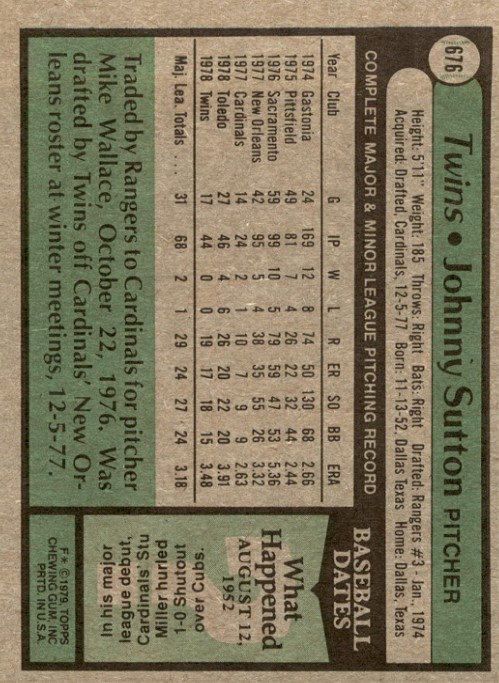 676
Twins • Johnny Sutton PITCHER
Height: 5'11" Weight: 185 Throws: Right Bats: Right Drafted: Rangers #3 - Jan., 1974
Acquired: Drafted, Cardinals, 12-5-77 Born: 11-13-52, Dallas Texas Home: Dallas, Texas
COMPLETE MAJOR & MINOR LEAGUE PITCHING RECORD
Year Club G IP W L R ER SO BB ERA
1974 Gastonia 24 169 12 8 74 50 130 68 2.66
1975 Pittsfield 49 81 7 4 26 22 32 44 2.44
1976 Sacramento 59 99 10 5 79 59 47 53 5.36
1977 New Orleans 42 95 5 4 38 35 55 26 3.32
1977 Cardinals 14 24 2 1 10 7 9 9 2.63
1978 Toledo 27 46 4 6 26 20 22 20 3.91
1978 Twins 17 44 0 0 19 17 18 15 3.48
Maj. Lea. Totals . . . 31 68 2 1 29 24 27 24 3.18
Traded by Rangers to Cardinals for pitcher
Mike Wallace, October 22, 1976. Was
drafted by Twins off Cardinals' New Or-
leans roster at winter meetings, 12-5-77.
BASEBALL
DATES
What
Happened
AUGUST 12,
1952
In his major
league debut,
Cardinals' Stu
Miller hurled
1-0-Shutout
over Cubs.
F* © 1979, TOPPS
CHEWING GUM, INC
PRTD. IN U.S.A.